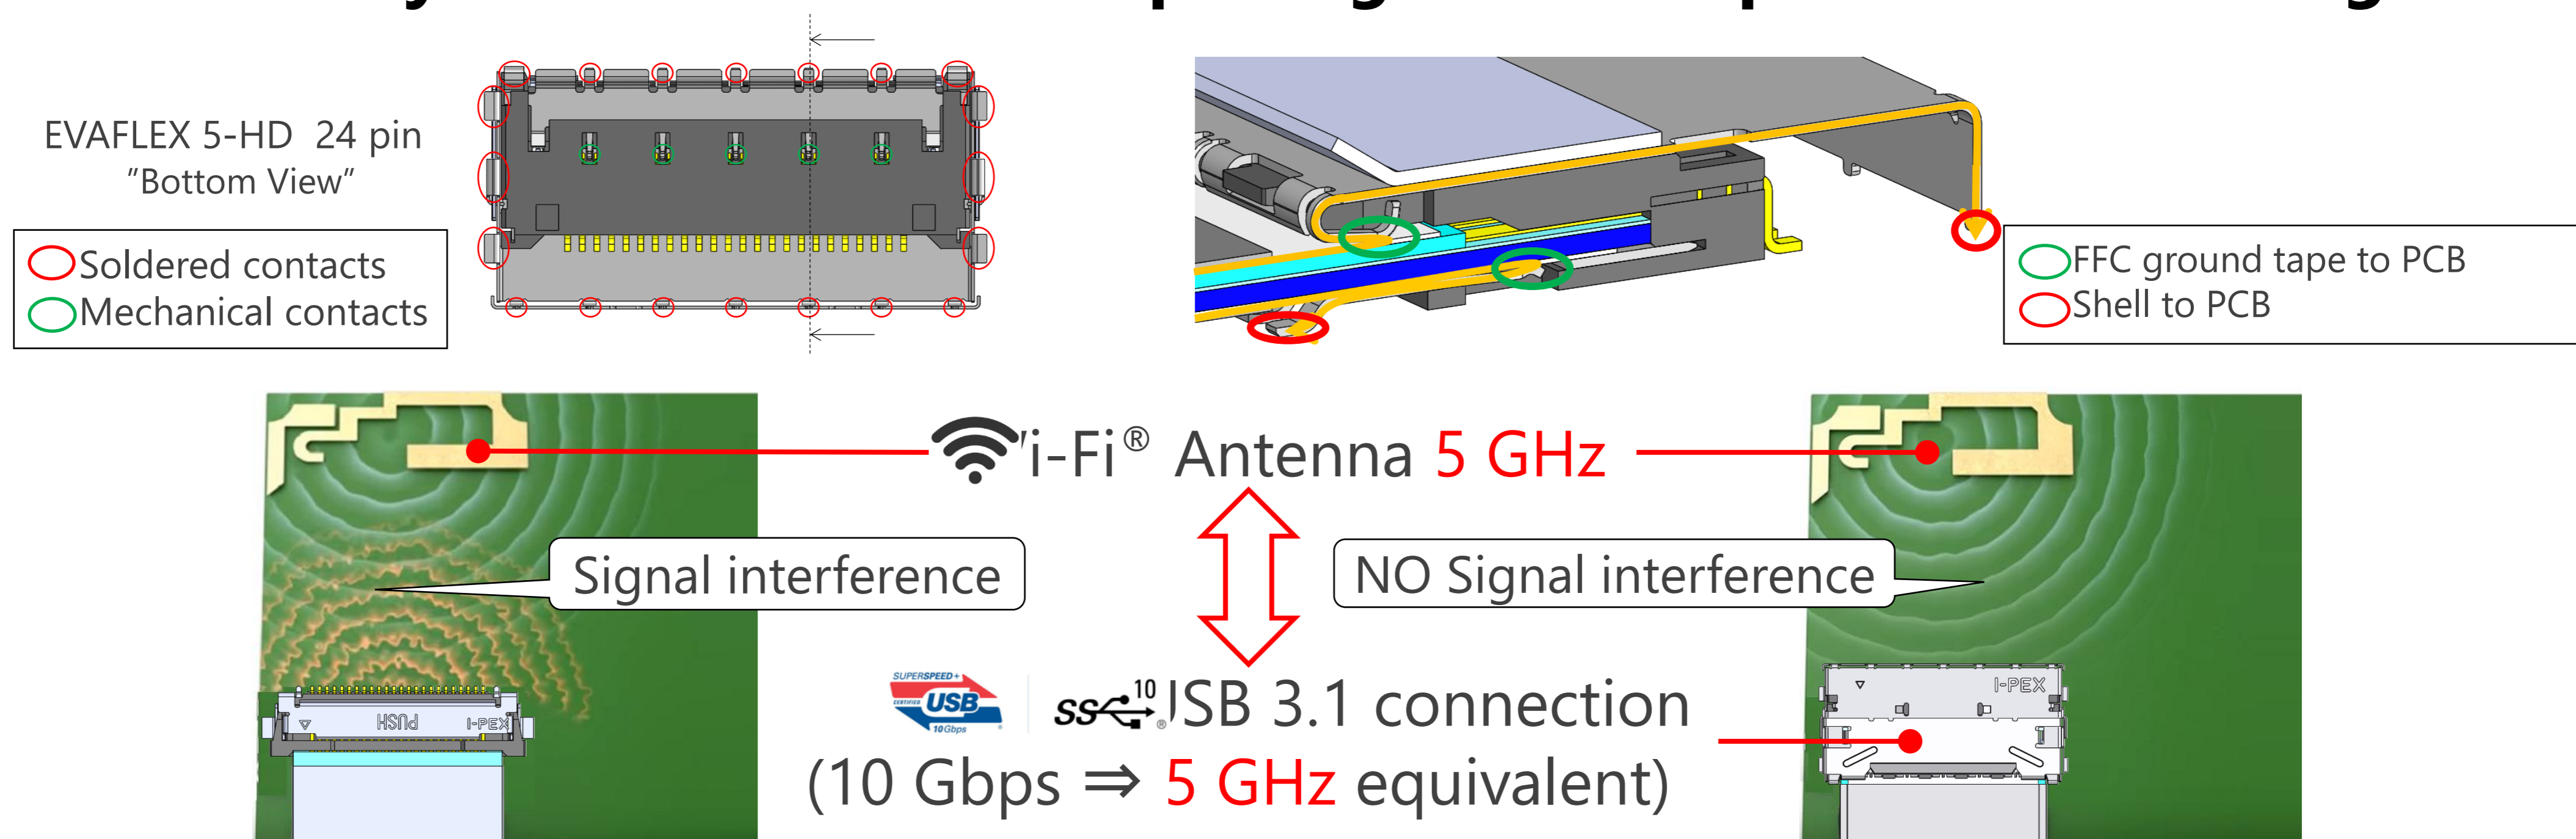 EVAFLEX 5-HD 24 pin
"Bottom View"
Soldered contacts
Mechanical contacts
FFC ground tape to PCB
Shell to PCB
i-Fi® Antenna 5 GHz
Signal interference
NO Signal interference
SUPERSPEED+
CERTIFIED USB
10Gbps
SS 10 ®
SB 3.1 connection
(10 Gbps ⇒ 5 GHz equivalent)
PUSH
I-PEX
I-PEX